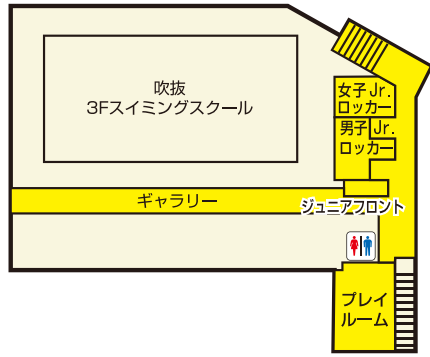 吹抜
3Fスイミングスクール
女子Jr.
ロッカー
男子Jr.
ロッカー
ギャラリー
ジュニアフロント
プレイ
ルーム